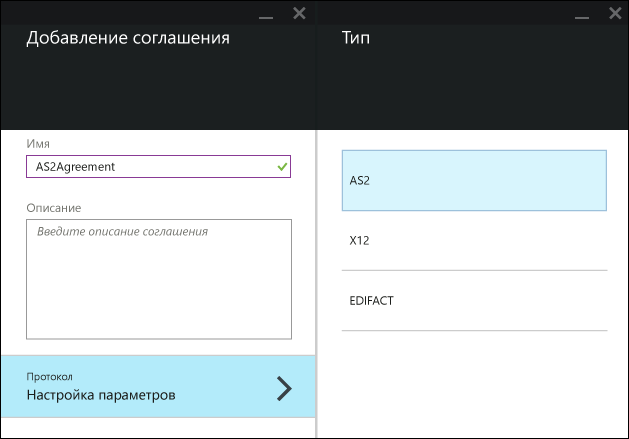 Добавление соглашения
Имя
AS2Agreement
Описание
Введите описание соглашения
Протокол
Настройка параметров
Тип
AS2
X12
EDIFACT